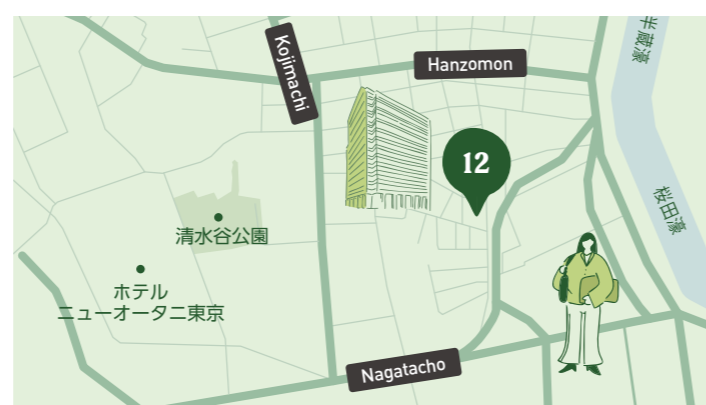 半蔵濠
Kojimachi
Hanzomon
12
桜田濠
清水谷公園
ホテル
ニューオータニ東京
Nagatacho